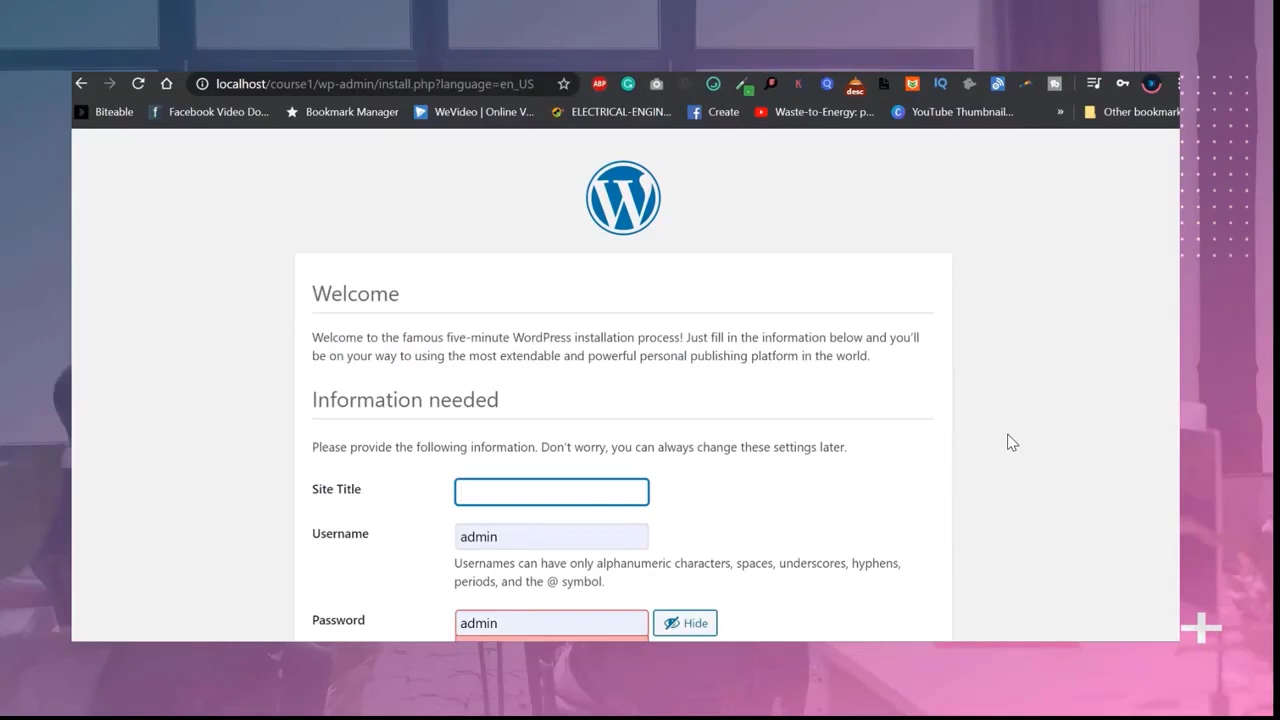 localhost/course1/wp-admin/install.php?language=en_US
ABP
desc
IQ
Biteable
Facebook Video Do...
Bookmark Manager
WeVideo | Online V...
ELECTRICAL-ENGIN...
Create
Waste-to-Energy: p...
YouTube Thumbnail...
»
Other bookmark
Welcome
Welcome to the famous five-minute WordPress installation process! Just fill in the information below and you'll
be on your way to using the most extendable and powerful personal publishing platform in the world.
Information needed
Please provide the following information. Don't worry, you can always change these settings later.
Site Title
Username
admin
Usernames can have only alphanumeric characters, spaces, underscores, hyphens,
periods, and the @ symbol.
Password
admin
Hide